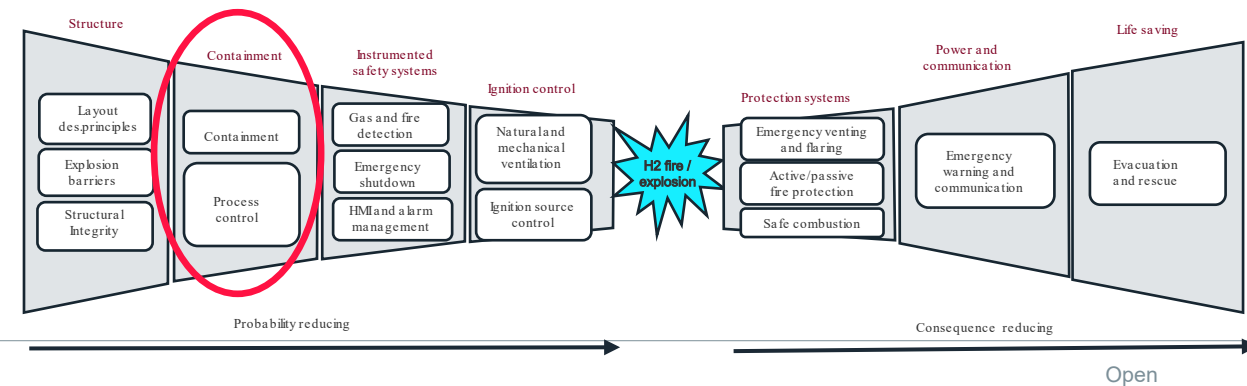 Structure
Containment
Instrumented
safety systems
Ignition control
Protection systems
Power and
communication
Life saving
Layout
des.principles
Explosion
barriers
Structural
Integrity
Containment
Process
control
Gas and fire
detection
Emergency
shutdown
HMI and alarm
management
Natural and
mechanical
ventilation
Ignition source
control
H2 fire /
explosion
Emergency venting
and flaring
Active/passive
fire protection
Safe combustion
Emergency
warning and
communication
Evacuation
and rescue
Probability reducing
Consequence reducing
Open